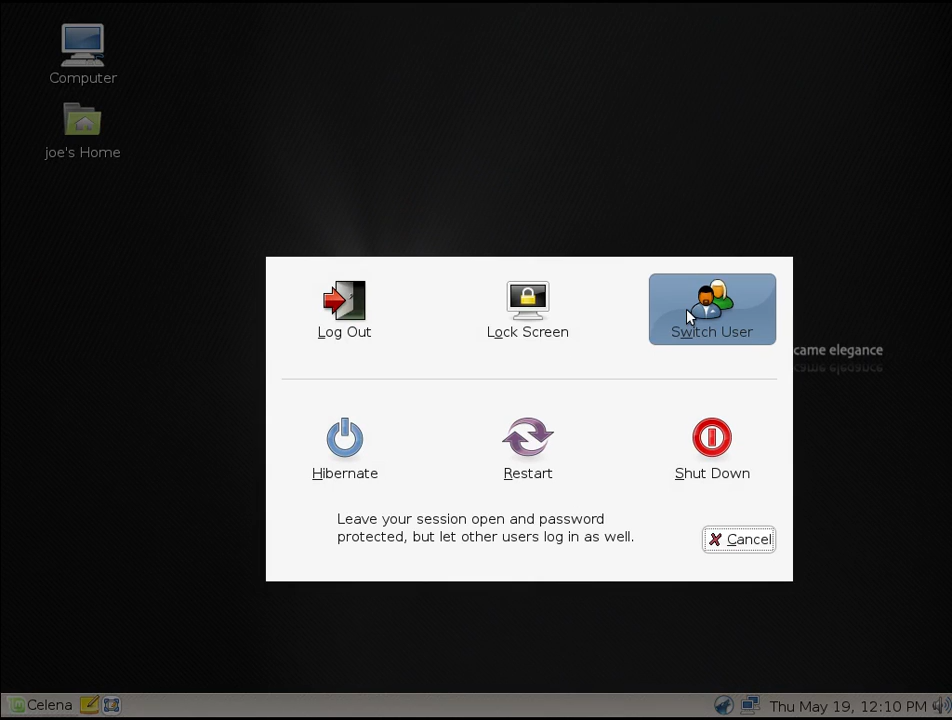 Computer
joe's Home
Log Out
Lock Screen
Switch User
came elegance
Hibernate
Restart
Shut Down
Leave your session open and password
protected, but let other users log in as well.
Cancel
Celena
Thu May 19, 12:10 PM